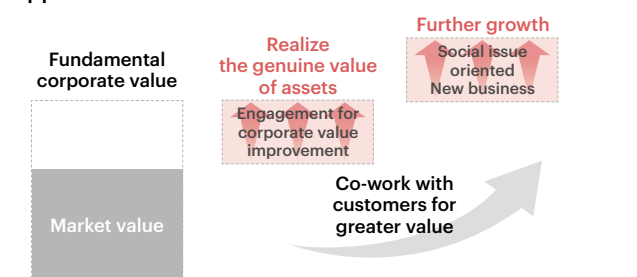 Fundamental
corporate value
Market value
Realize
the genuine value
of assets
Engagement for
corporate value
improvement
Further growth
Social issue
oriented
New business
Co-work with
customers for
greater value